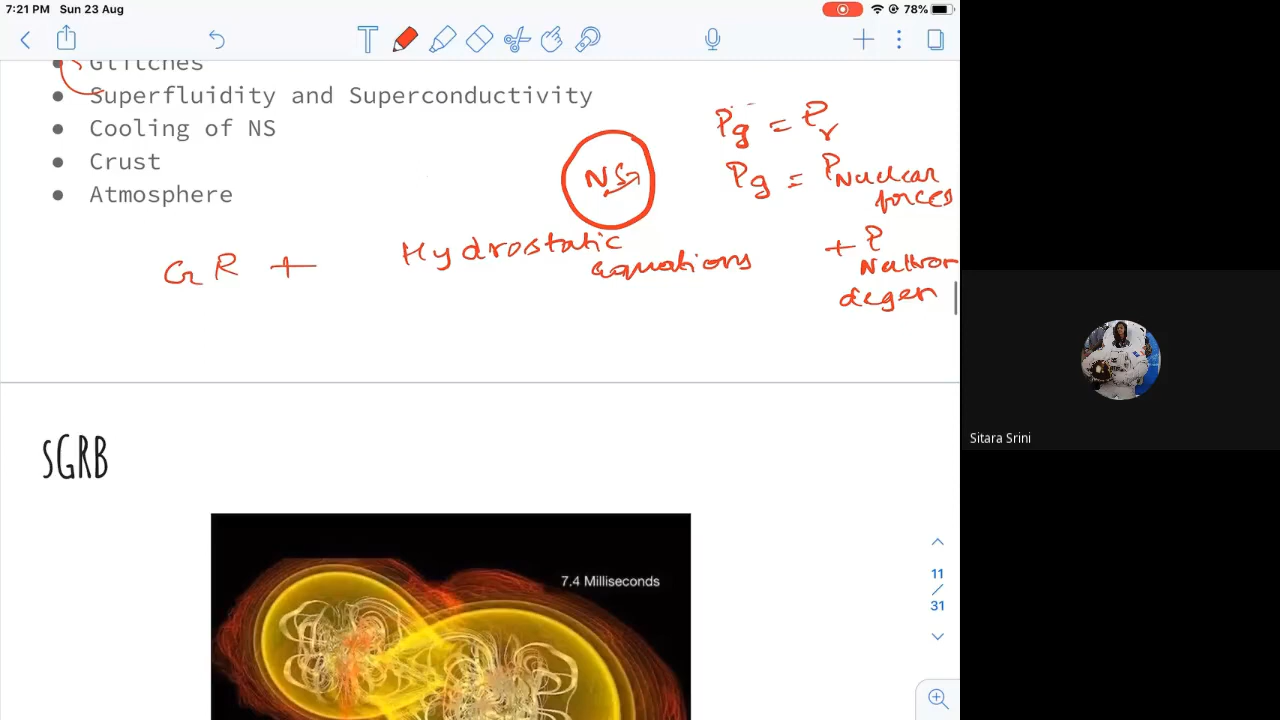 7:21 PM Sun 23 Aug
78%
Glitches
Superfluidity and Superconductivity
Cooling of NS
Crust
Atmosphere
NS
Pg = Pr
Pg = PNuclear
forces
+ P
Neutron
degen
GR +
Hydrostatic
equations
sGRB
7.4 Milliseconds
11
/
31
Sitara Srini